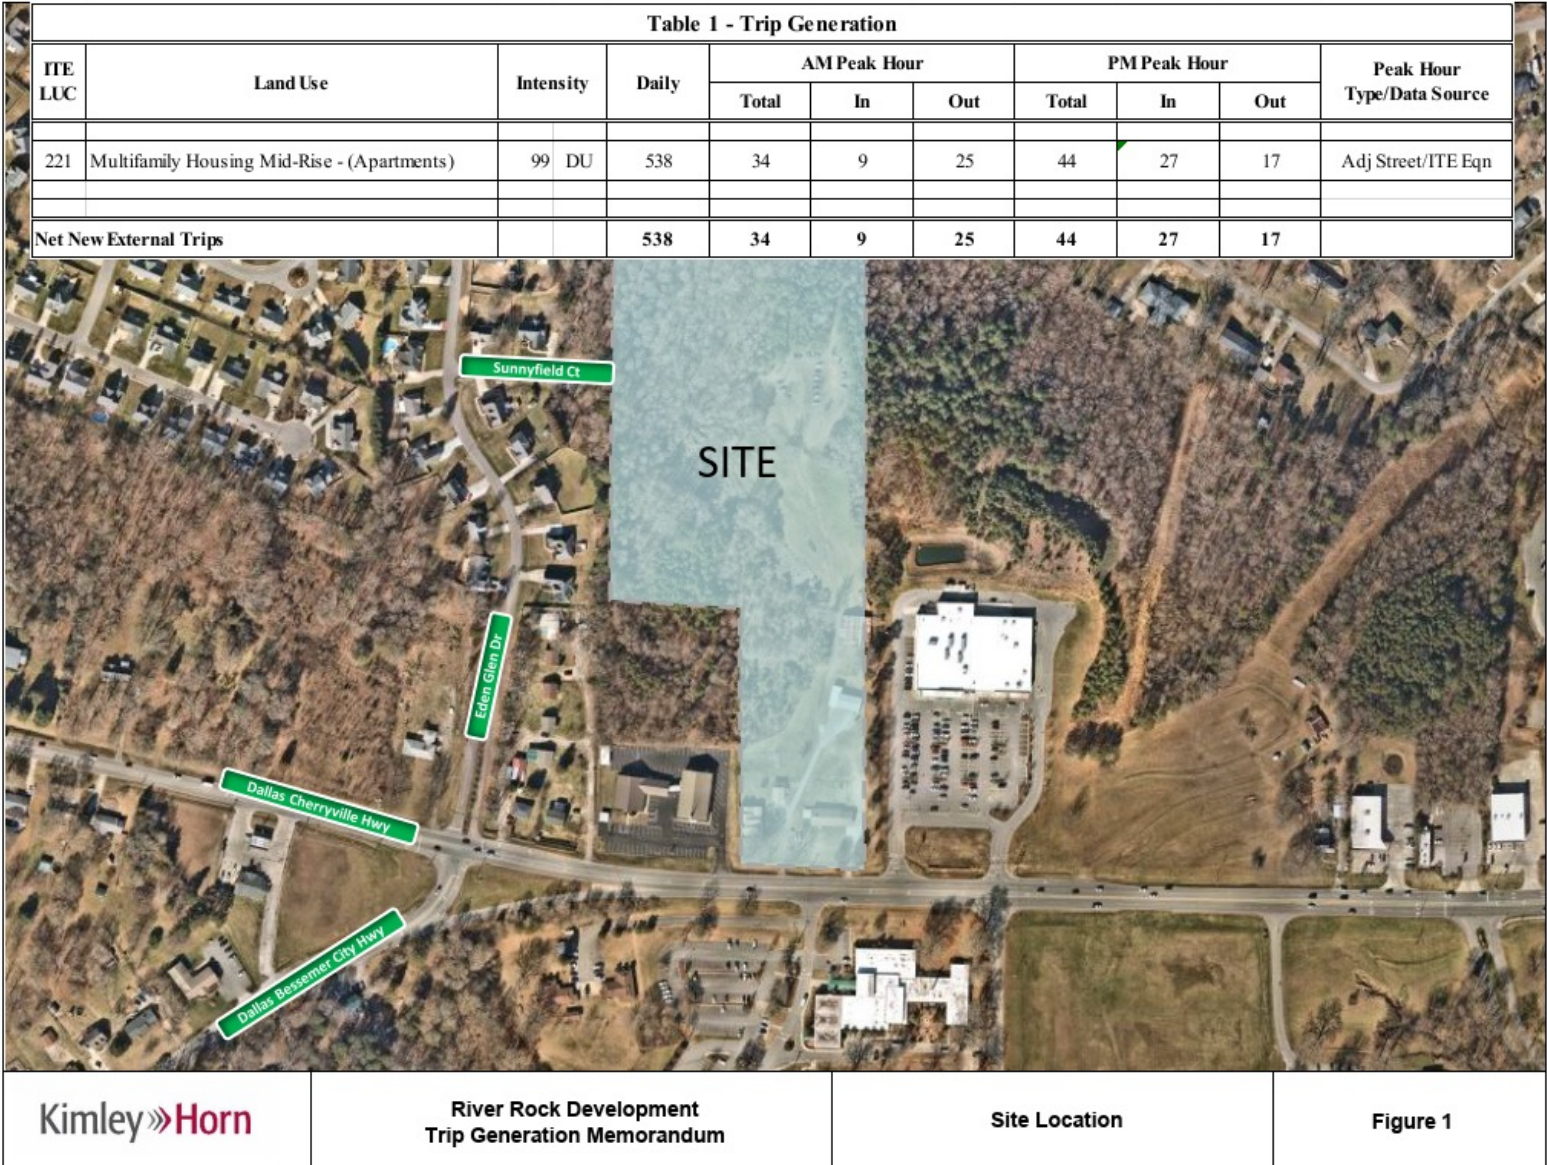 Table 1 - Trip Generation
ITE LUC Land Use Intensity Daily AM Peak Hour PM Peak Hour Peak Hour Type/Data Source
Total In Out Total In Out
221 Multifamily Housing Mid-Rise - (Apartments) 99 DU 538 34 9 25 44 27 17 Adj Street/ITE Eqn
Net New External Trips 538 34 9 25 44 27 17
Sunnyfield Ct
SITE
Eden Glen Dr
Dallas Cherryville Hwy
Dallas Bessemer City Hwy
Kimley»Horn
River Rock Development
Trip Generation Memorandum
Site Location
Figure 1